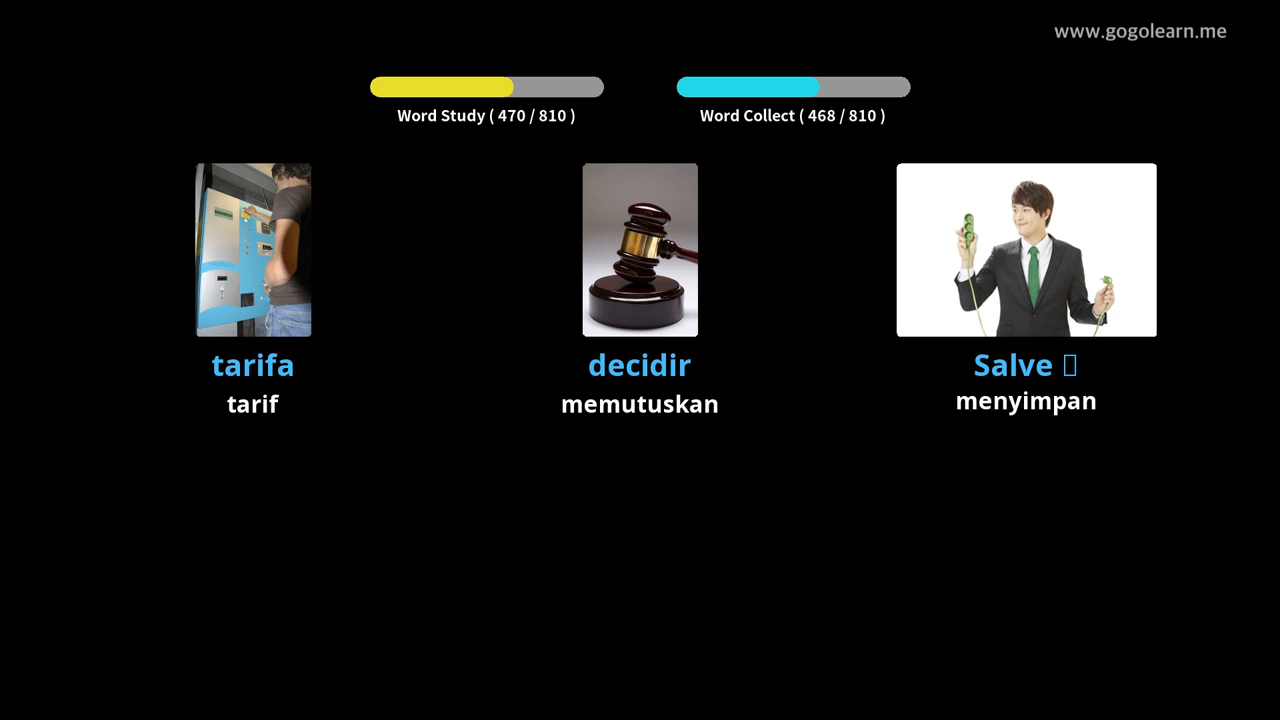 www.gogolearn.me
Word Study ( 470 / 810 )
Word Collect ( 468 / 810 )
tarifa
tarif
decidir
memutuskan
Salve
menyimpan